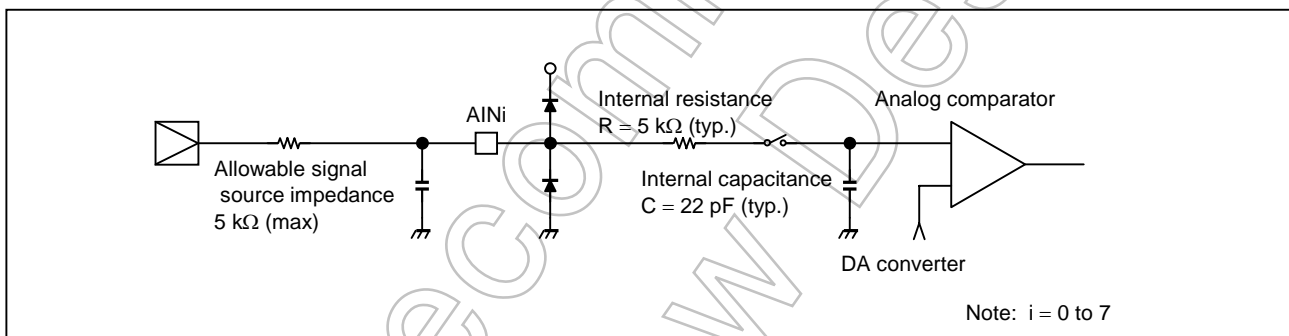 AINi
Internal resistance
R = 5 kΩ (typ.)
Analog comparator
Allowable signal
source impedance
5 kΩ (max)
Internal capacitance
C = 22 pF (typ.)
DA converter
Note: i = 0 to 7